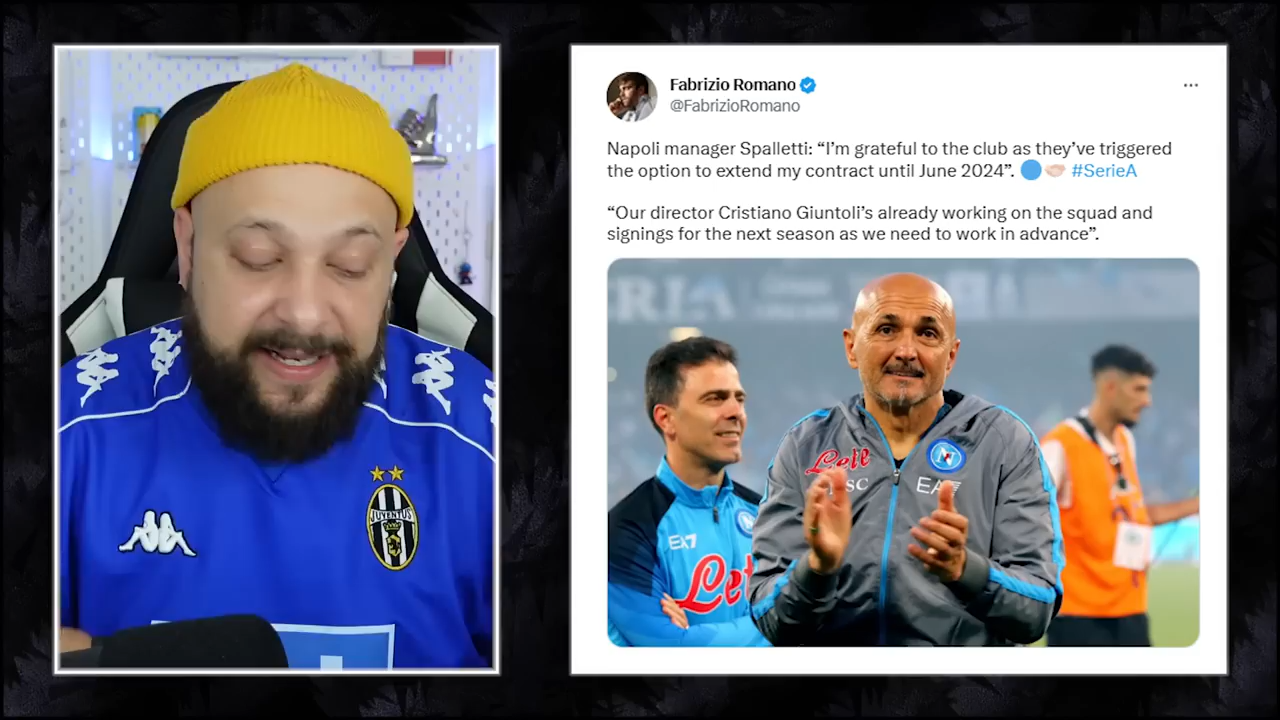 Fabrizio Romano
@FabrizioRomano
Napoli manager Spalletti: “I’m grateful to the club as they’ve triggered
the option to extend my contract until June 2024”. #SerieA
“Our director Cristiano Giuntoli’s already working on the squad and
signings for the next season as we need to work in advance”.
JUVENTUS
Lete
MSC
EA7
N
EA7
Lete